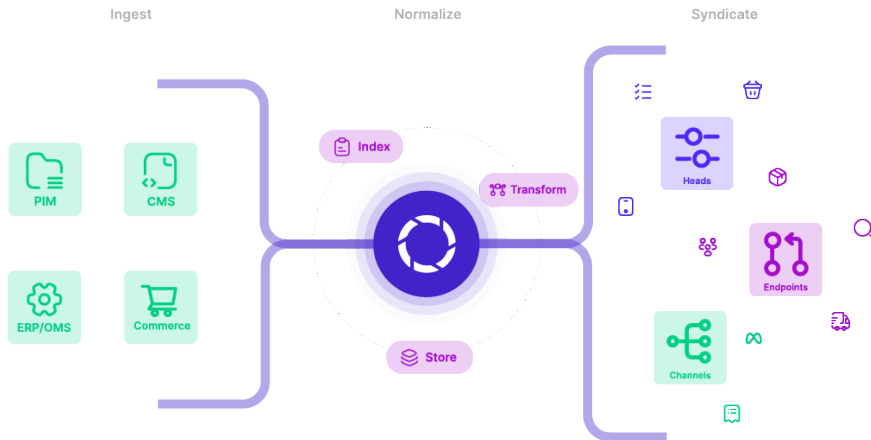 Ingest
Normalize
Syndicate
PIM
CMS
ERP/OMS
Commerce
Index
Transform
Store
Heads
Endpoints
Channels